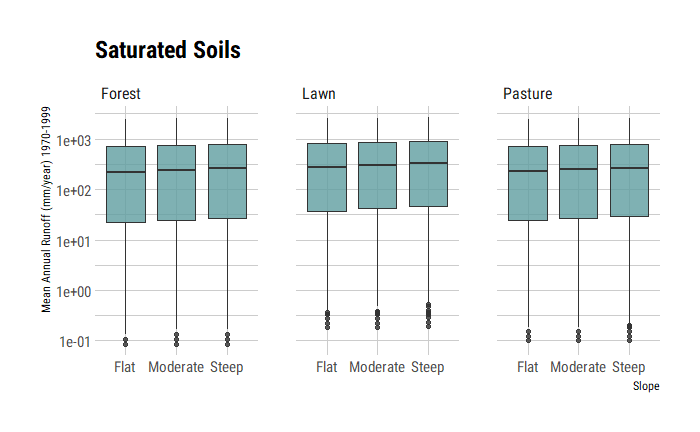 Saturated Soils
Forest
Lawn
Pasture
Mean Annual Runoff (mm/year) 1970-1999
1e+03
1e+02
1e+01
1e+00
1e-01
Flat Moderate Steep
Flat Moderate Steep
Flat Moderate Steep
Slope